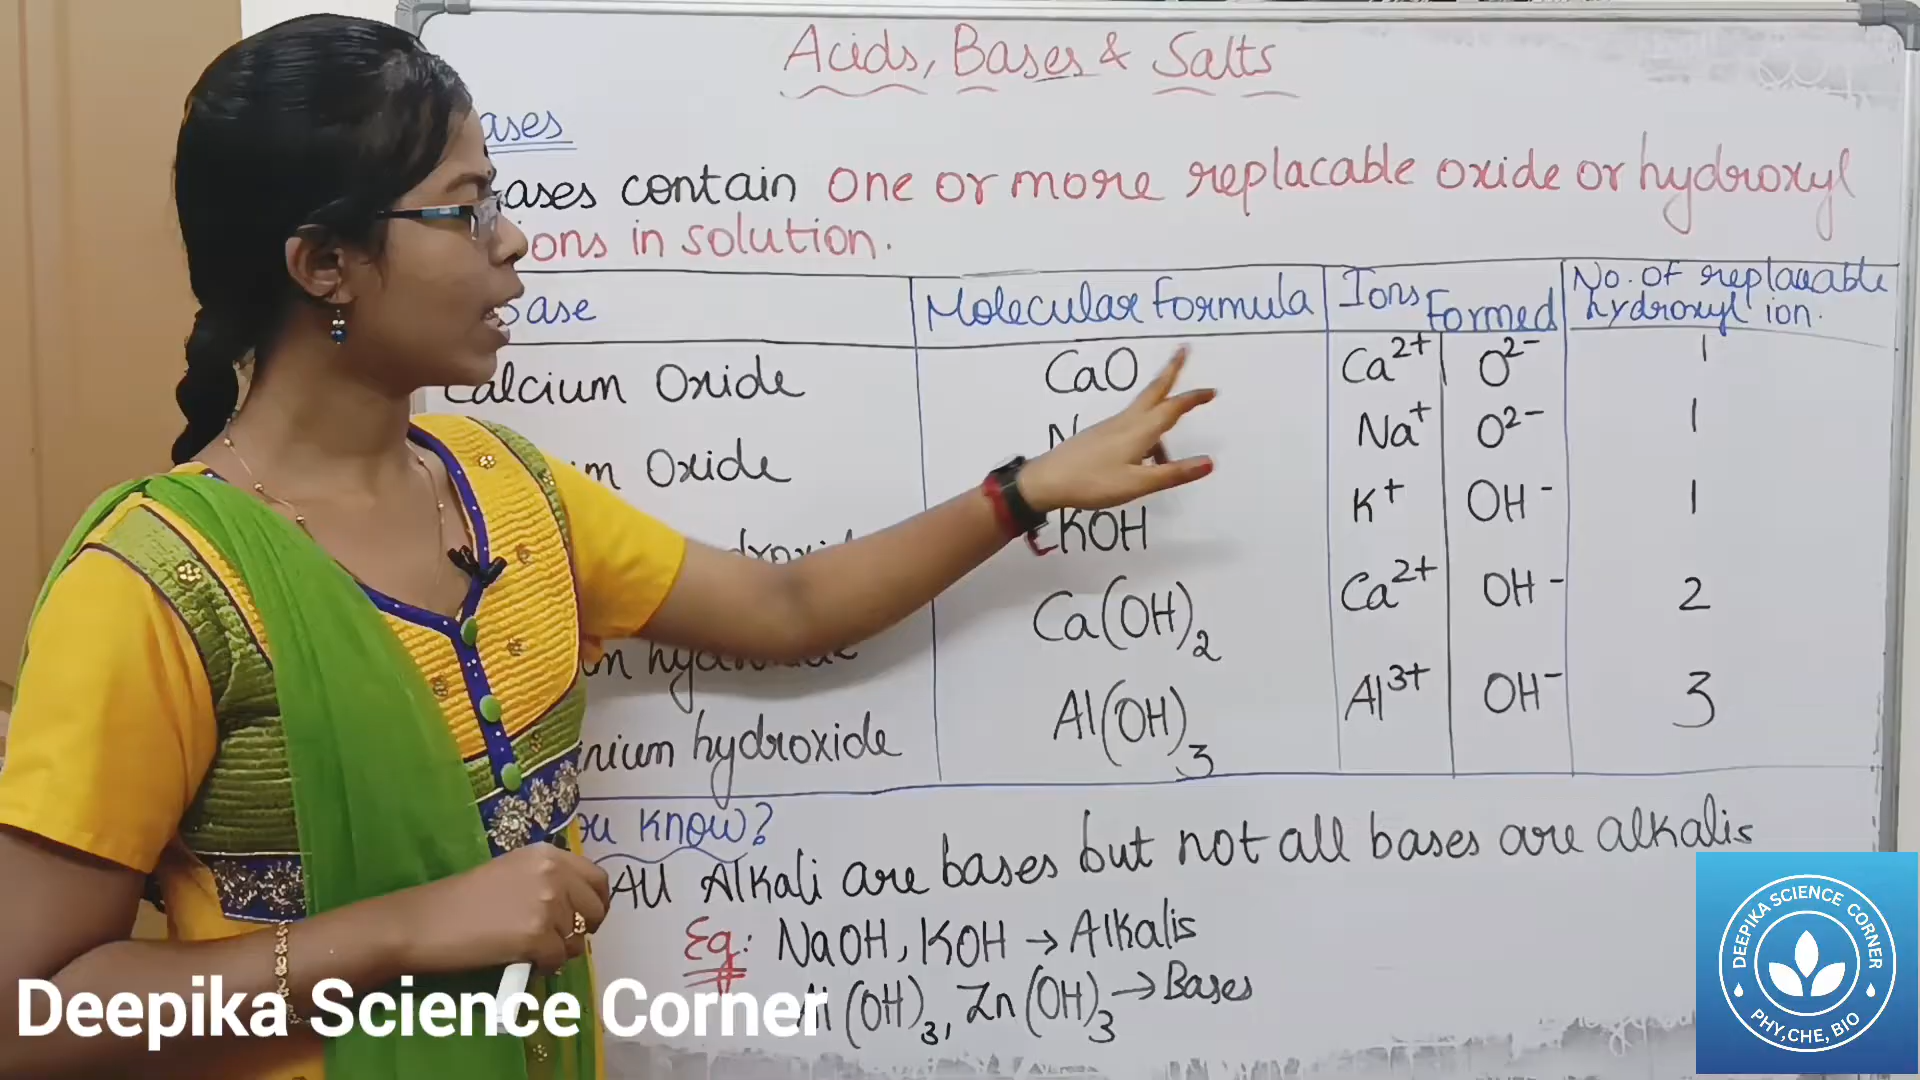 Acids, Bases & Salts
ases
ases contain one or more replacable oxide or hydroxyl
ions in solution.
ase Molecular Formula Ions Formed No. of replaceable hydroxyl ion.
Calcium Oxide CaO Ca2+ O2- 1
Oxide Na+ O2- 1
KOH K+ OH- 1
Ca(OH)2 Ca2+ OH- 2
nium hydroxide Al(OH)3 Al3+ OH- 3
ou know?
All Alkali are bases but not all bases are alkalis
Eg: NaOH, KOH → Alkalis
(OH)3, Zn(OH)3 → Bases
Deepika Science Corner
DEEPIKA SCIENCE CORNER
PHY, CHE, BIO